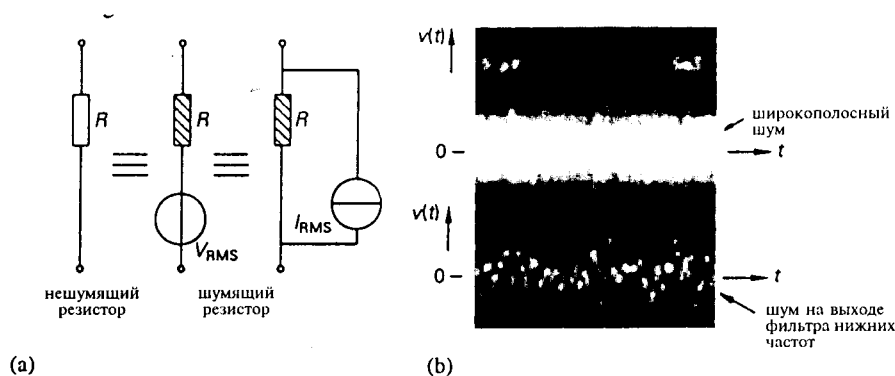 R
R
R
V_RMS
I_RMS
нешумящий
резистор
шумящий
резистор
(a)
v(t)
широкополосный
шум
0
t
v(t)
0
t
шум на выходе
фильтра нижних
частот
(b)